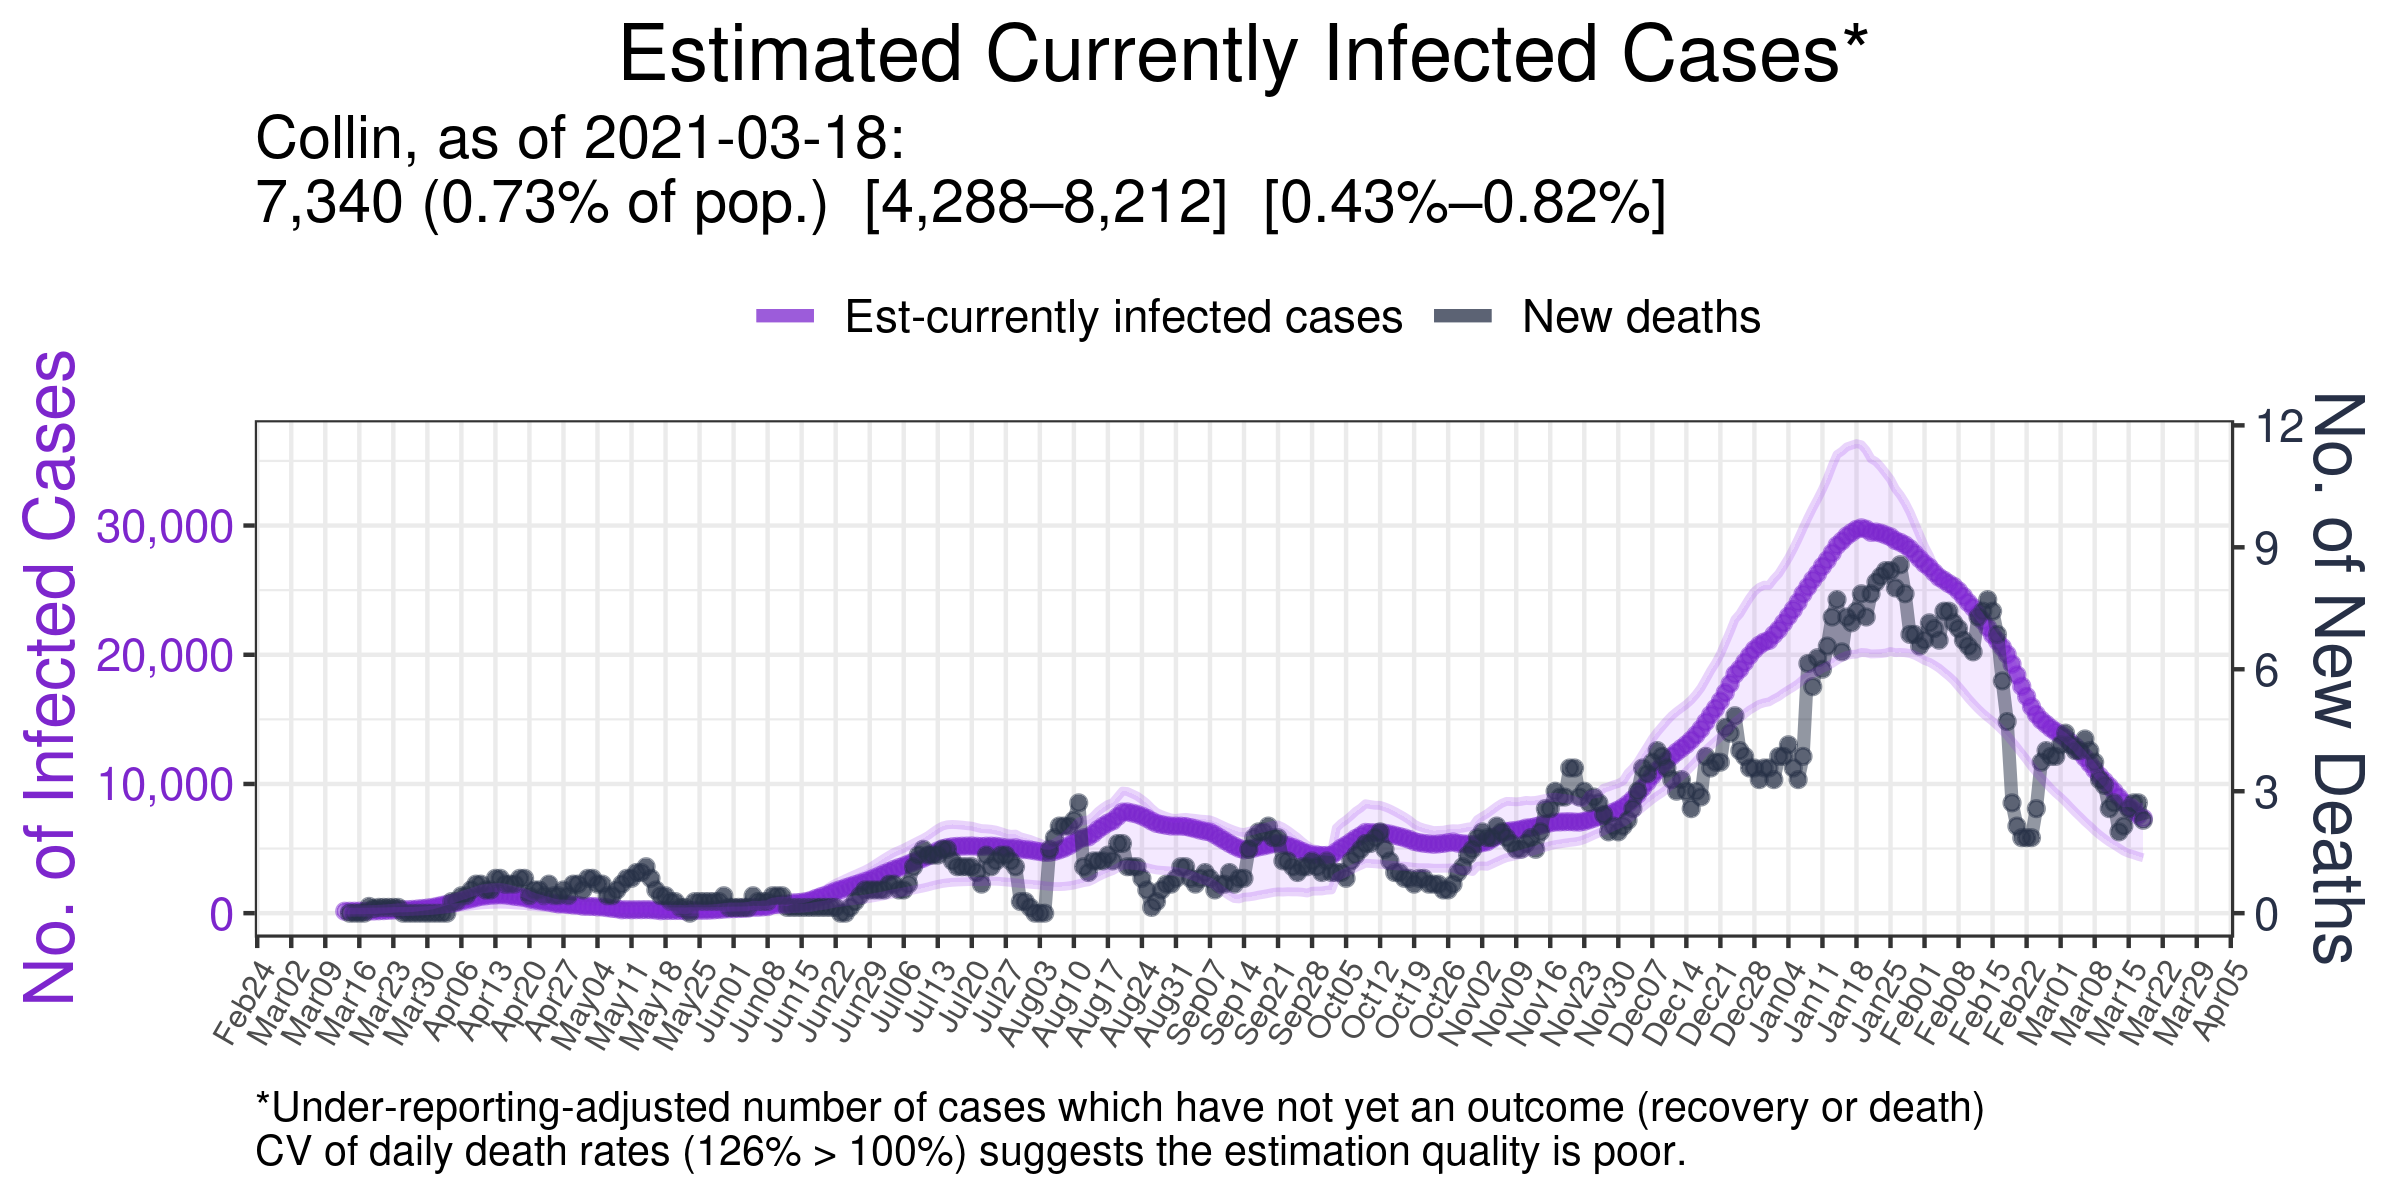 Estimated Currently Infected Cases*
Collin, as of 2021-03-18:
7,340 (0.73% of pop.)  [4,288–8,212]  [0.43%–0.82%]
Est-currently infected cases
New deaths
No. of Infected Cases
30,000
20,000
10,000
0
12
9
6
3
0
No. of New Deaths
Feb24
Mar02
Mar09
Mar16
Mar23
Mar30
Apr06
Apr13
Apr20
Apr27
May04
May11
May18
May25
Jun01
Jun08
Jun15
Jun22
Jun29
Jul06
Jul13
Jul20
Jul27
Aug03
Aug10
Aug17
Aug24
Aug31
Sep07
Sep14
Sep21
Sep28
Oct05
Oct12
Oct19
Oct26
Nov02
Nov09
Nov16
Nov23
Nov30
Dec07
Dec14
Dec21
Dec28
Jan04
Jan11
Jan18
Jan25
Feb01
Feb08
Feb15
Feb22
Mar01
Mar08
Mar15
Mar22
Mar29
Apr05
*Under-reporting-adjusted number of cases which have not yet an outcome (recovery or death)
CV of daily death rates (126% > 100%) suggests the estimation quality is poor.